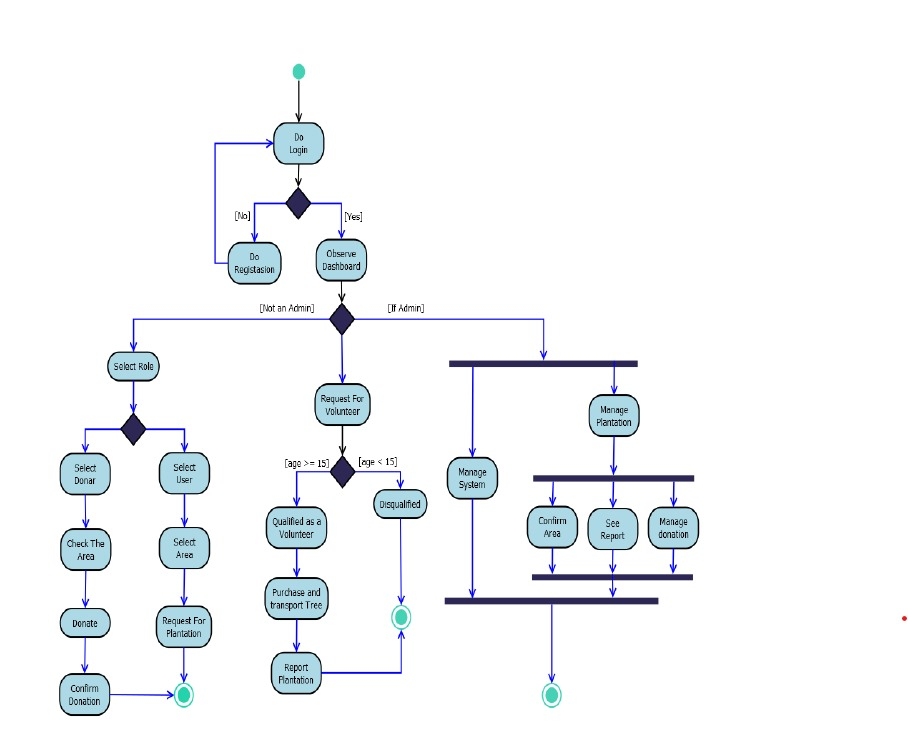 Do
Login
[No]
[Yes]
Do
Registasion
Observe
Dashboard
[Not an Admin]
[If Admin]
Select Role
Request For
Volunteer
Manage
Plantation
[age >= 15]
[age < 15]
Select
Donar
Select
User
Manage
System
Disqualified
Qualified as a
Volunteer
Confirm
Area
See
Report
Manage
donation
Check The
Area
Select
Area
Purchase and
transport Tree
Donate
Request For
Plantation
Report
Plantation
Confirm
Donation